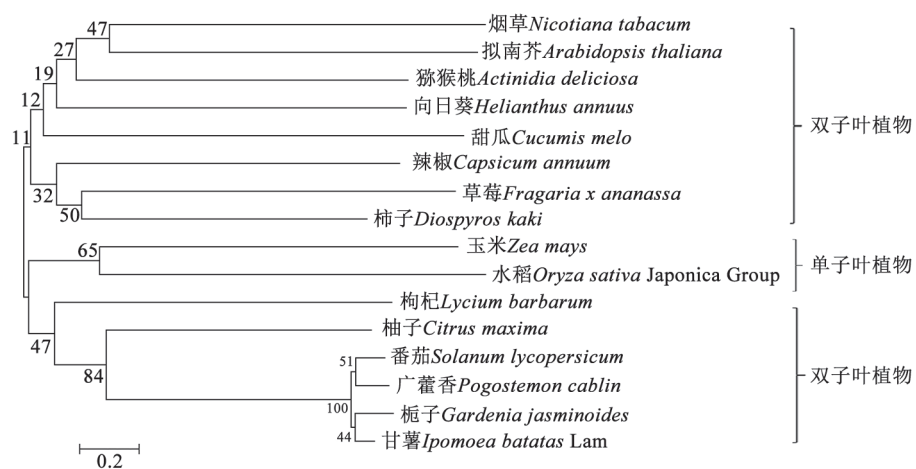 烟草Nicotiana tabacum
拟南芥Arabidopsis thaliana
猕猴桃Actinidia deliciosa
向日葵Helianthus annuus
甜瓜Cucumis melo
辣椒Capsicum annuum
草莓Fragaria x ananassa
柿子Diospyros kaki
双子叶植物
玉米Zea mays
水稻Oryza sativa Japonica Group
单子叶植物
枸杞Lycium barbarum
柚子Citrus maxima
番茄Solanum lycopersicum
广藿香Pogostemon cablin
栀子Gardenia jasminoides
甘薯Ipomoea batatas Lam
双子叶植物
47
27
19
12
11
32
50
65
47
84
51
100
44
0.2